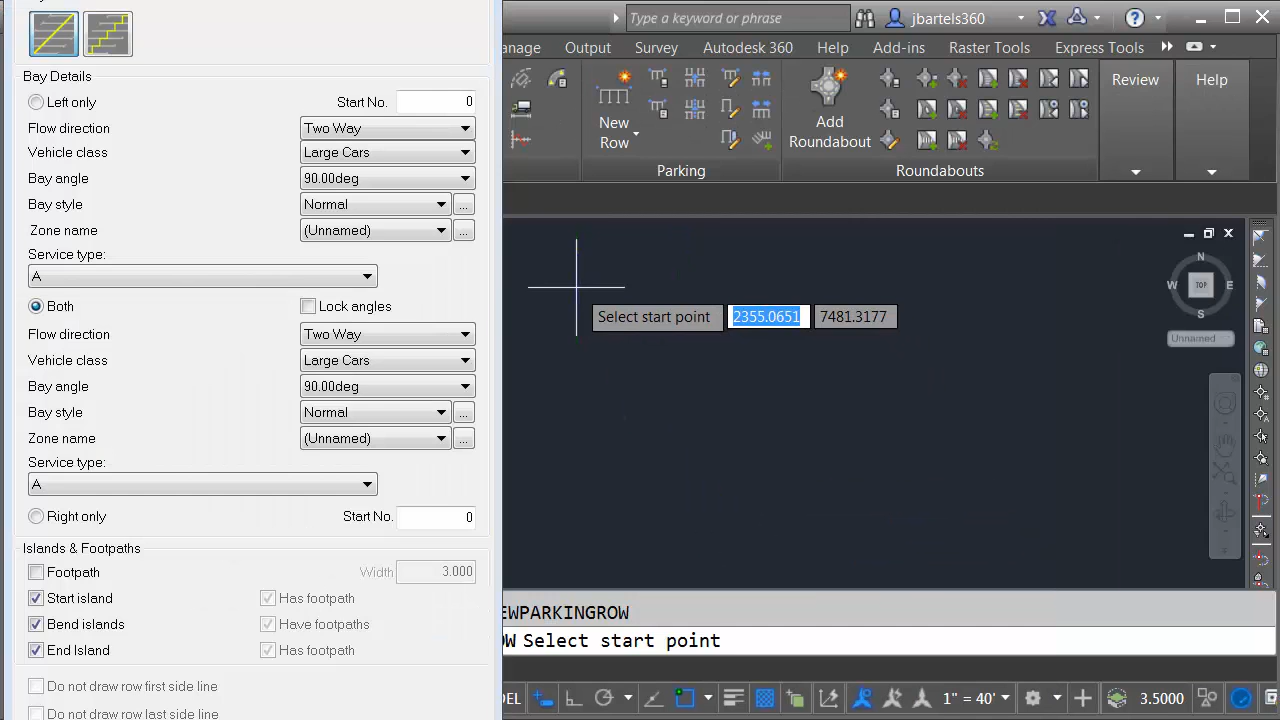 Type a keyword or phrase
jbartels360
?
Output
Survey
Autodesk 360
Help
Add-ins
Raster Tools
Express Tools
New
Row
Parking
Add
Roundabout
Roundabouts
Review
Help
Bay Details
Left only
Start No.
0
Flow direction
Two Way
Vehicle class
Large Cars
Bay angle
90.00deg
Bay style
Normal
...
Zone name
(Unnamed)
...
Service type:
A
Both
Lock angles
Flow direction
Two Way
Vehicle class
Large Cars
Bay angle
90.00deg
Bay style
Normal
...
Zone name
(Unnamed)
...
Service type:
A
Right only
Start No.
0
Islands & Footpaths
Footpath
Width
3.000
Start island
Has footpath
Bend islands
Have footpaths
End Island
Has footpath
Do not draw row first side line
Do not draw row last side line
Select start point
2355.0651
7481.3177
N
W
TOP
E
S
Unnamed
EWPARKINGROW
OW Select start point
DEL
1" = 40'
3.5000